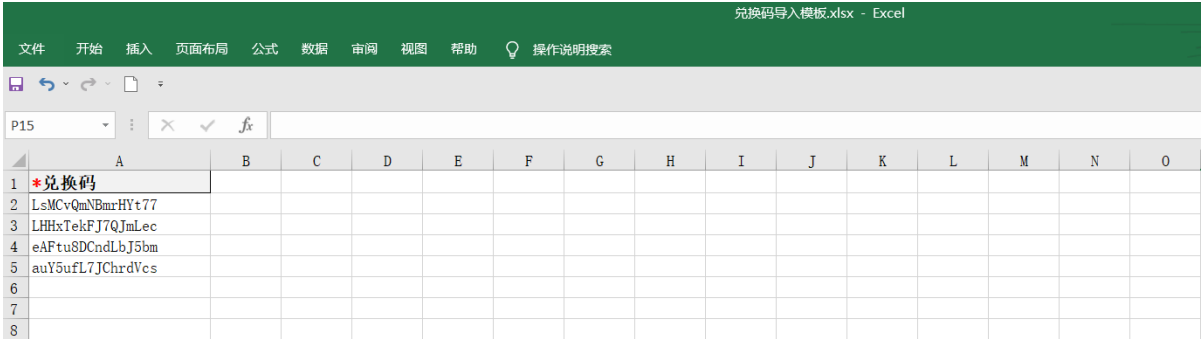 兑换码导入模板.xlsx - Excel
文件 开始 插入 页面布局 公式 数据 审阅 视图 帮助 操作说明搜索
P15 fx
A B C D E F G H I J K L M N O
1 *兑换码
2 LsMCvQmNBmrHYt77
3 LHHxTekFJ7QJmLec
4 eAFtu8DCndLbJ5bm
5 auY5ufL7JChrdVcs
6
7
8